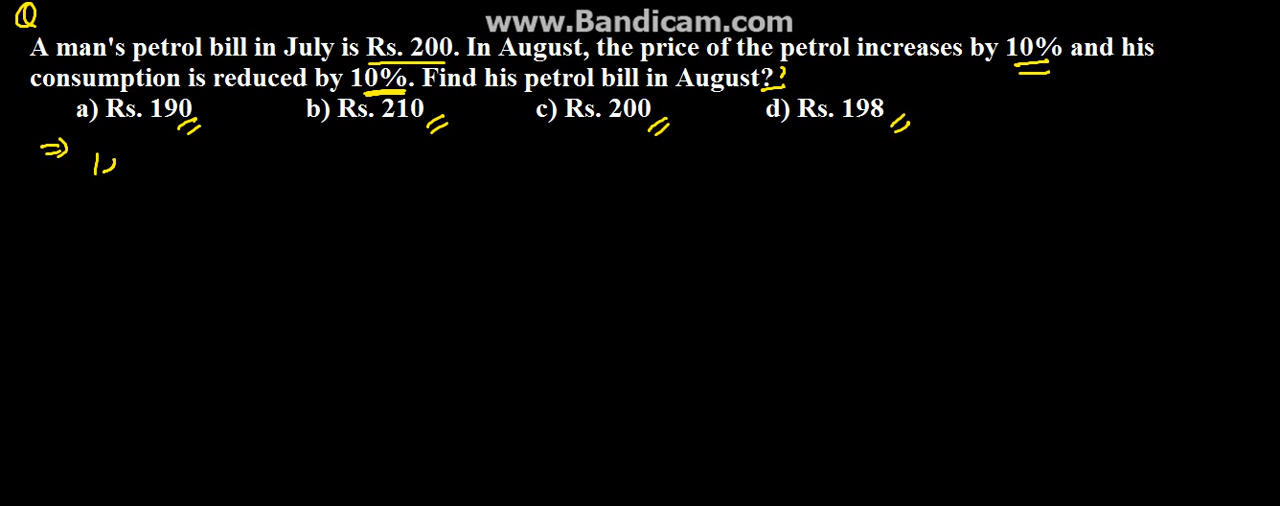 www.Bandicam.com
Q
A man's petrol bill in July is Rs. 200. In August, the price of the petrol increases by 10% and his
consumption is reduced by 10%. Find his petrol bill in August??
a) Rs. 190 b) Rs. 210 c) Rs. 200 d) Rs. 198
⇒